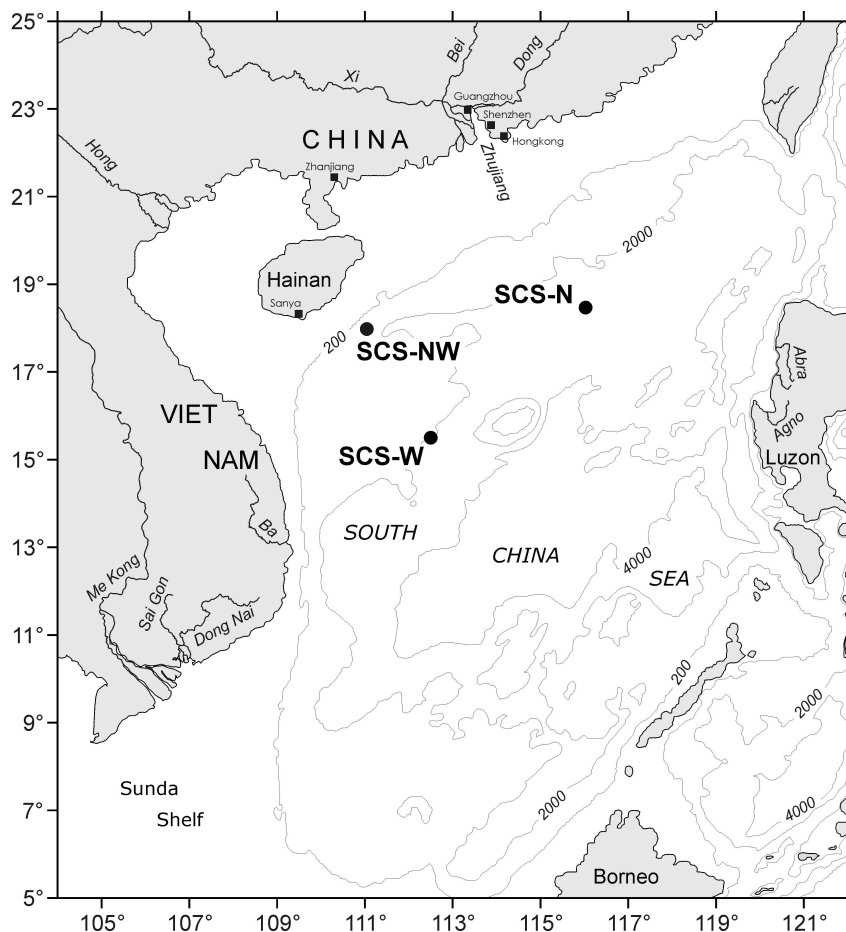 25°
23°
21°
19°
17°
15°
13°
11°
9°
7°
5°
Xi
Bei
Dong
Guangzhou
Shenzhen
CHINA
Hongkong
Hong
Zhanjiang
Zhujiang
2000
Hainan
SCS-N
Sanya
200
SCS-NW
Abra
VIET
Agno
SCS-W
Luzon
NAM
Ba
SOUTH
CHINA
4000
SEA
Me Kong
Sai Gon
Dong Nai
200
2000
Sunda
2000
4000
Shelf
Borneo
105°
107°
109°
111°
113°
115°
117°
119°
121°